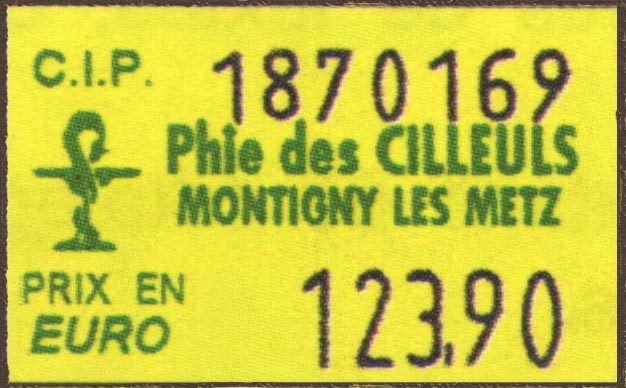 C.I.P. 1870169
Phie des CILLEULS
MONTIGNY LES METZ
PRIX EN
EURO 123,90